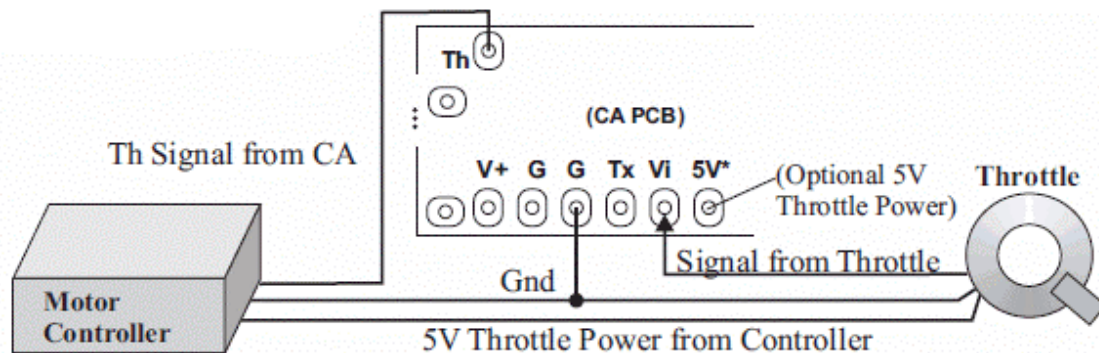 Th
(CA PCB)
Th Signal from CA
V+ G G Tx Vi 5V*
(Optional 5V
Throttle Power)
Throttle
Signal from Throttle
Gnd
Motor
Controller
5V Throttle Power from Controller